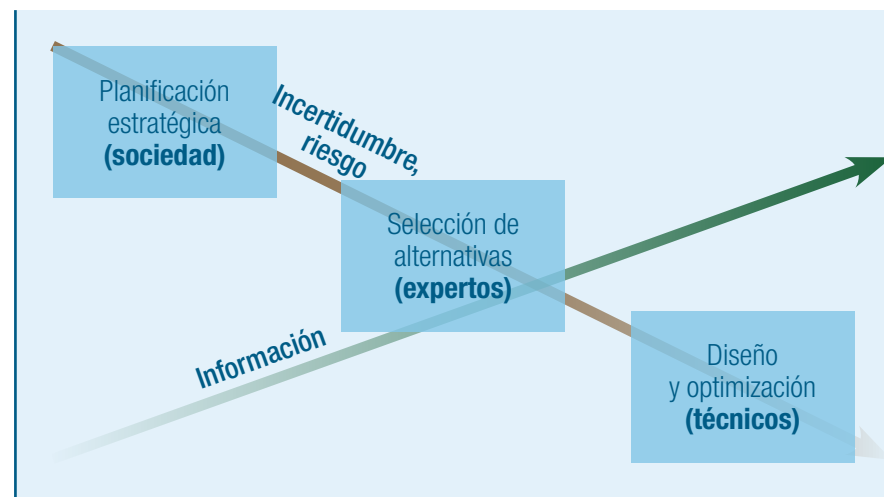 Planificación
estratégica
(sociedad)
Incertidumbre,
riesgo
Selección de
alternativas
(expertos)
Información
Diseño
y optimización
(técnicos)